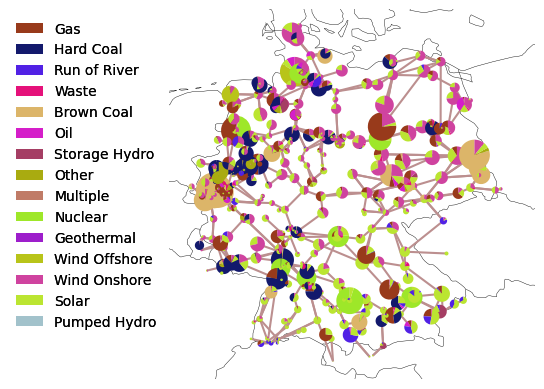 Gas
Hard Coal
Run of River
Waste
Brown Coal
Oil
Storage Hydro
Other
Multiple
Nuclear
Geothermal
Wind Offshore
Wind Onshore
Solar
Pumped Hydro